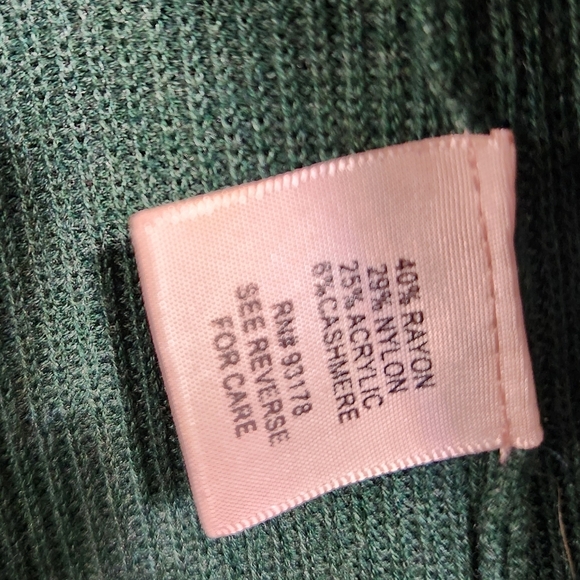 40% RAYON
29% NYLON
25% ACRYLIC
6%CASHMERE
RN# 93178
SEE REVERSE
FOR CARE